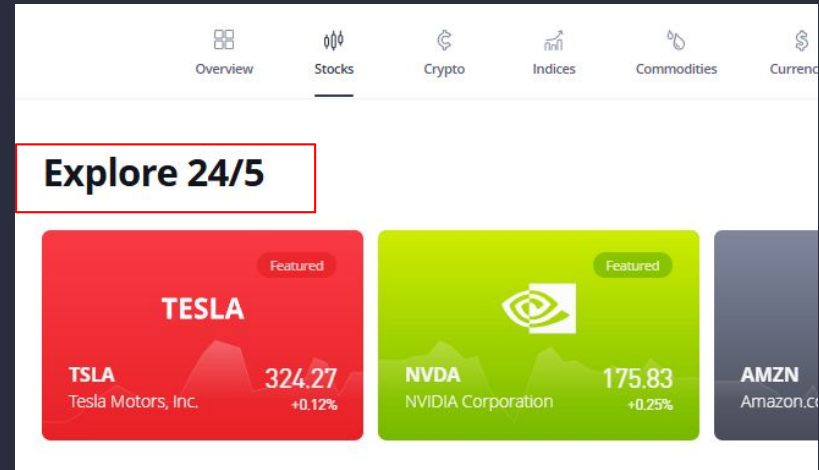 Overview Stocks Crypto Indices Commodities Currenc
Explore 24/5
Featured
TESLA
TSLA 324.27
Tesla Motors, Inc. +0.12%
Featured
NVDA 175.83
NVIDIA Corporation +0.25%
AMZN
Amazon.c